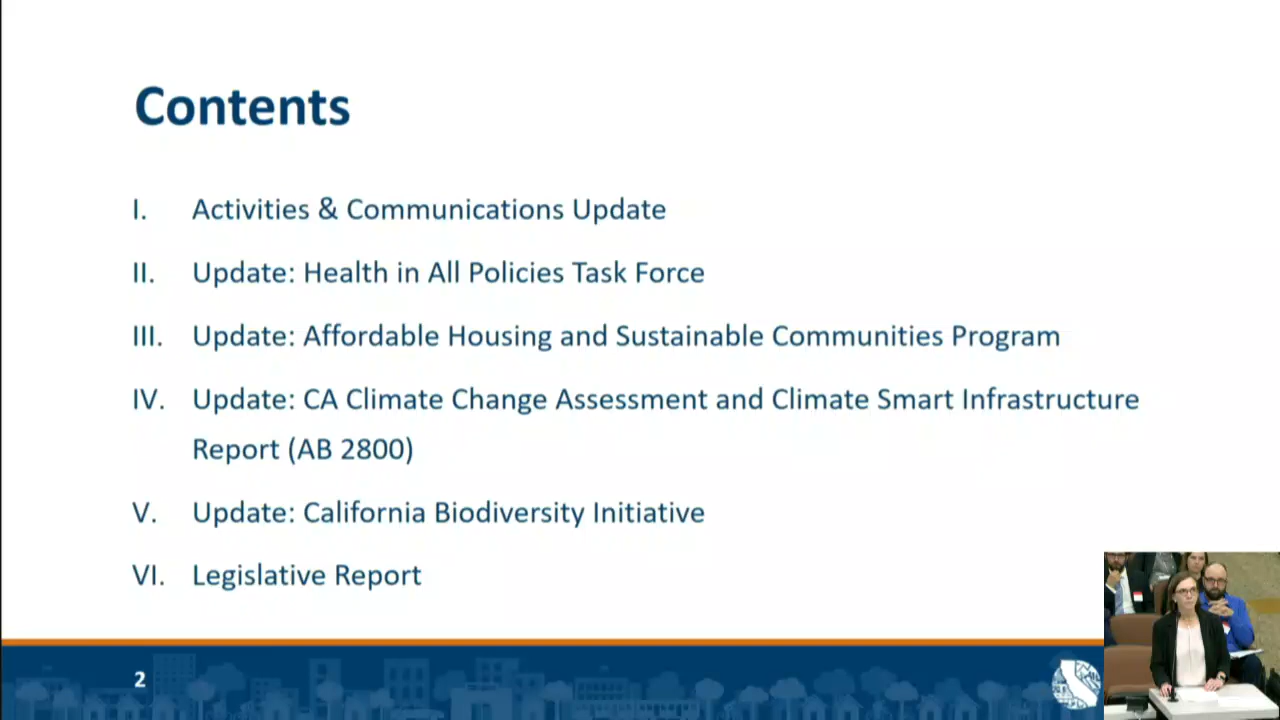 Contents
I. Activities & Communications Update
II. Update: Health in All Policies Task Force
III. Update: Affordable Housing and Sustainable Communities Program
IV. Update: CA Climate Change Assessment and Climate Smart Infrastructure
Report (AB 2800)
V. Update: California Biodiversity Initiative
VI. Legislative Report
2